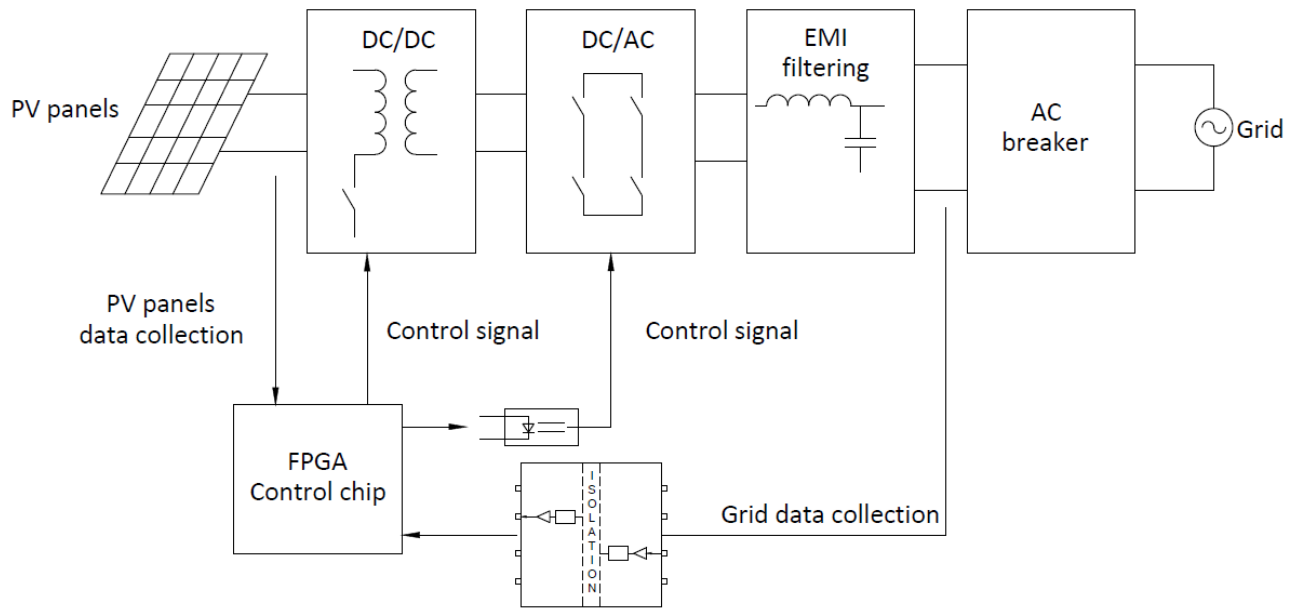 DC/DC
DC/AC
EMI
filtering
PV panels
AC
breaker
Grid
PV panels
data collection
Control signal
Control signal
FPGA
Control chip
ISOLATION
Grid data collection